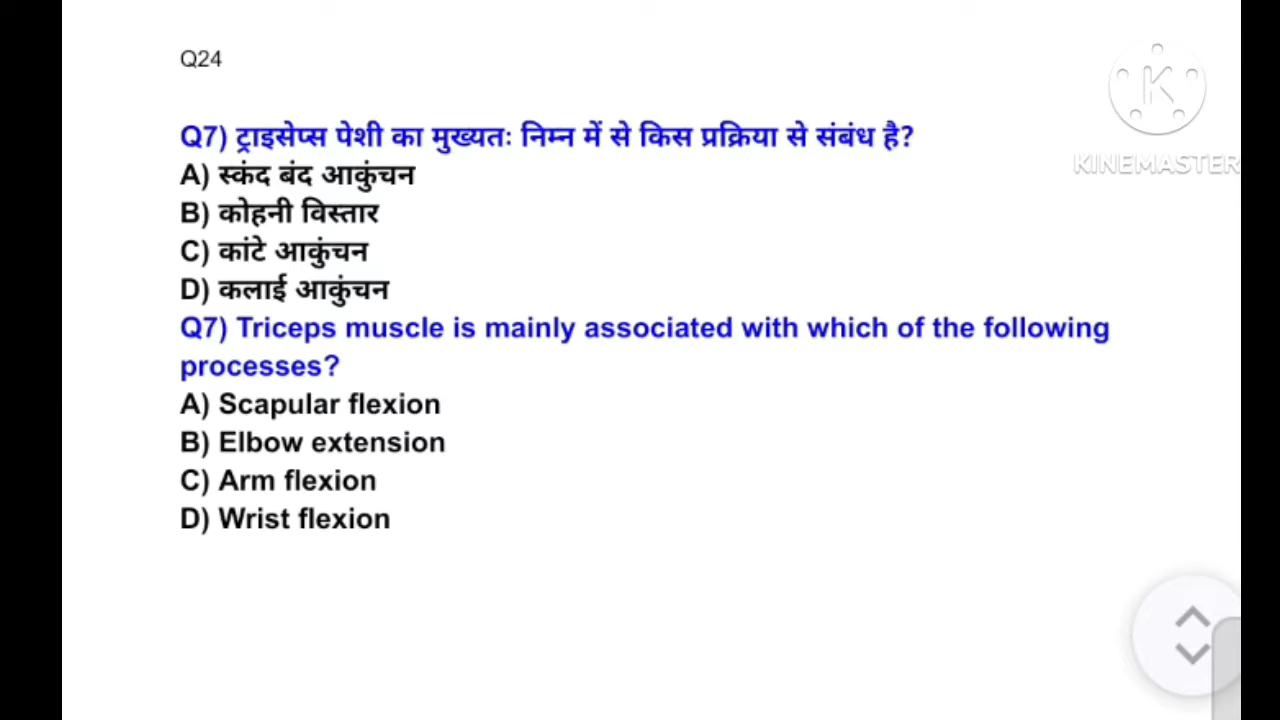 Q24
Q7) ट्राइसेप्स पेशी का मुख्यतः निम्न में से किस प्रक्रिया से संबंध है?
A) स्कंद बंद आकुंचन
B) कोहनी विस्तार
C) कांटे आकुंचन
D) कलाई आकुंचन
Q7) Triceps muscle is mainly associated with which of the following
processes?
A) Scapular flexion
B) Elbow extension
C) Arm flexion
D) Wrist flexion
K
KINEMASTER